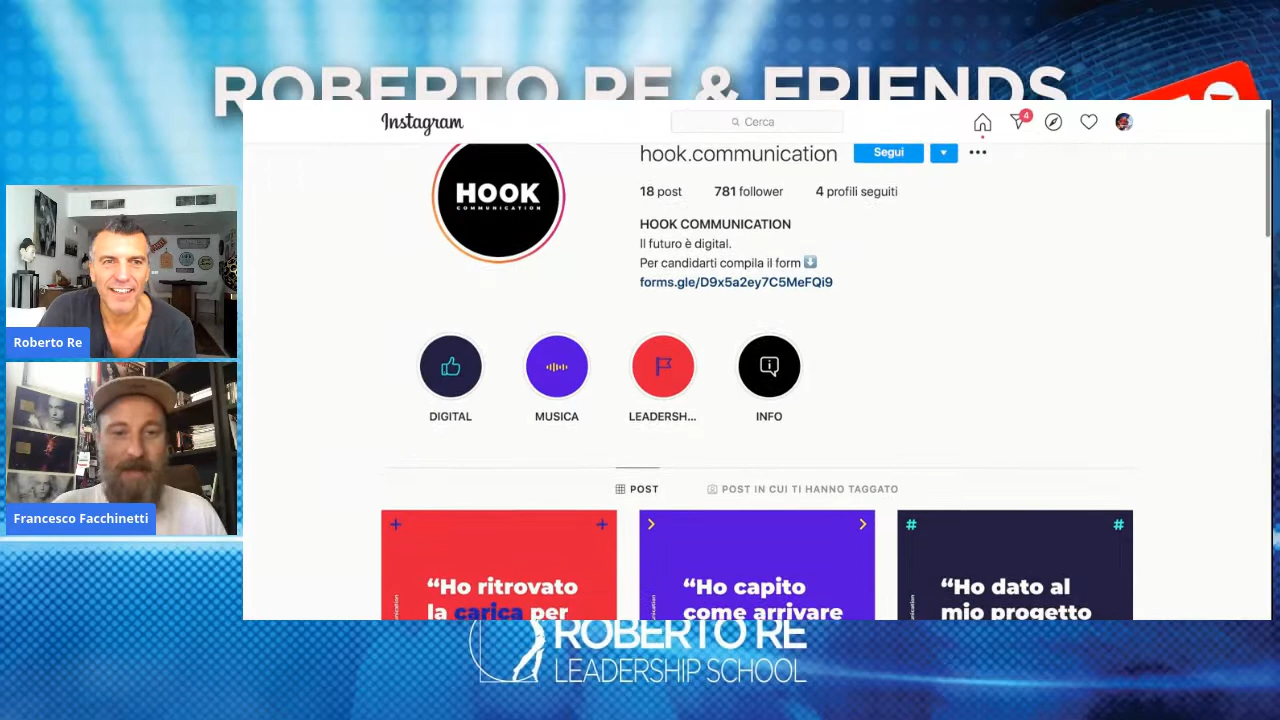 ROBERTO RE & FRIENDS
Instagram
Cerca
4
hook.communication
Segui
18 post 781 follower 4 profili seguiti
HOOK COMMUNICATION
Il futuro è digital.
Per candidarti compila il form
forms.gle/D9x5a2ey7C5MeFQi9
HOOK
COMMUNICATION
Roberto Re
Francesco Facchinetti
DIGITAL
MUSICA
LEADERSH...
INFO
POST
POST IN CUI TI HANNO TAGGATO
“Ho ritrovato
la carica per
“Ho capito
come arrivare
“Ho dato al
mio progetto
ROBERTO RE
LEADERSHIP SCHOOL